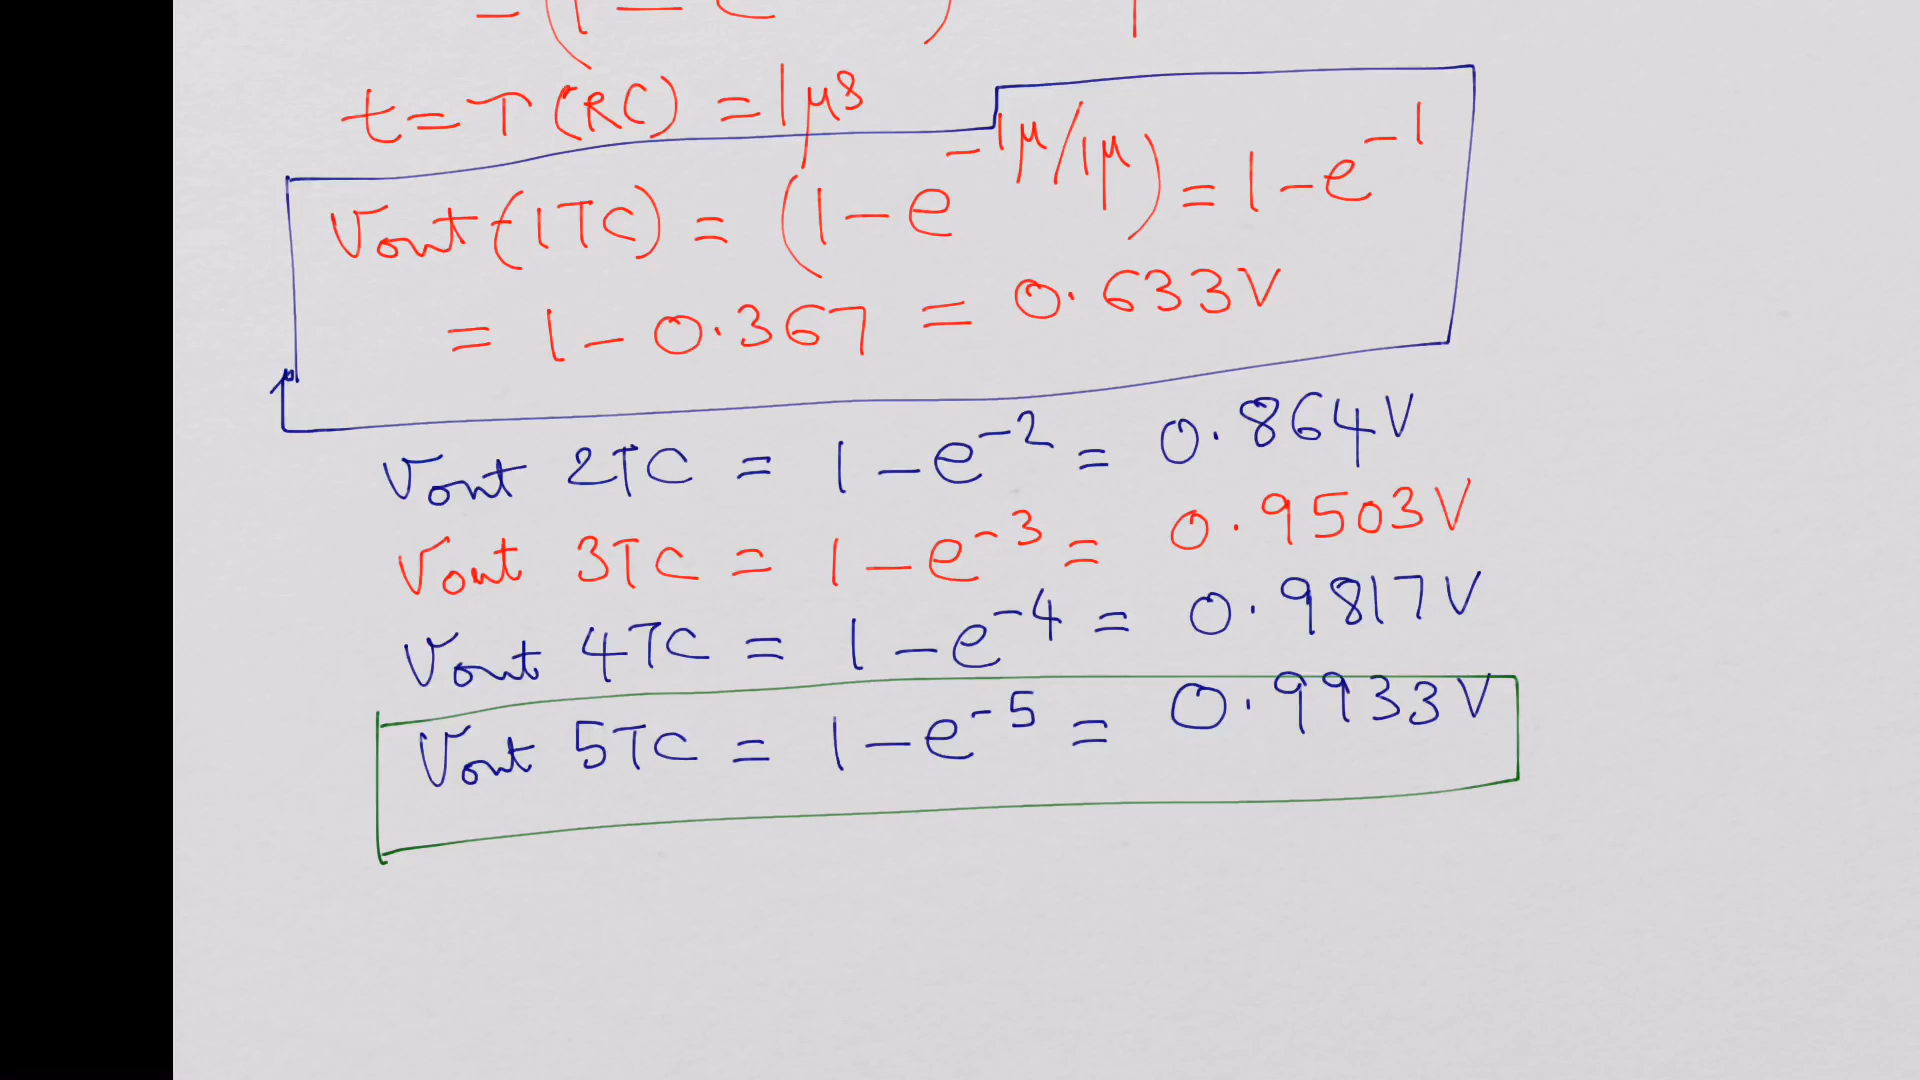 -(1-e )
t = T(RC) = 1μs
Vout(1TC) = (1-e^-1μ/1μ) = 1-e^-1
= 1-0.367 = 0.633V
Vout 2TC = 1-e^-2 = 0.864V
Vout 3TC = 1-e^-3 = 0.9503V
Vout 4TC = 1-e^-4 = 0.9817V
Vout 5TC = 1-e^-5 = 0.9933V